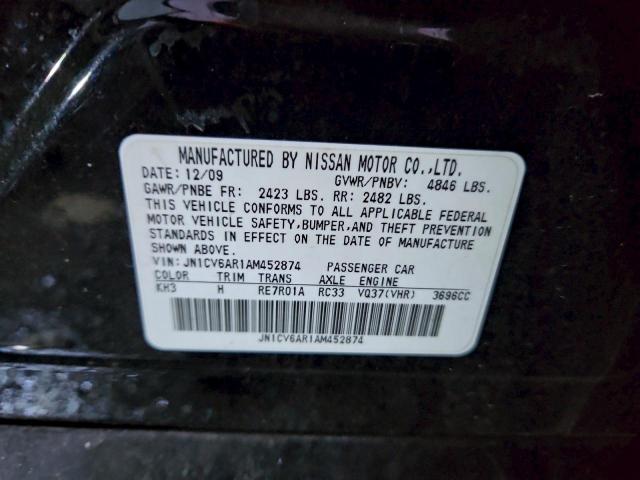 MANUFACTURED BY NISSAN MOTOR CO.,LTD.
DATE: 12/09 GVWR/PNBV: 4846 LBS.
GAWR/PNBE FR: 2423 LBS. RR: 2482 LBS.
THIS VEHICLE CONFORMS TO ALL APPLICABLE FEDERAL
MOTOR VEHICLE SAFETY,BUMPER,AND THEFT PREVENTION
STANDARDS IN EFFECT ON THE DATE OF MANUFACTURE
SHOWN ABOVE.
VIN: JN1CV6AR1AM452874 PASSENGER CAR
COLOR TRIM TRANS AXLE ENGINE
KH3 H RE7R01A RC33 VQ37(VHR) 3696CC
JN1CV6AR1AM452874